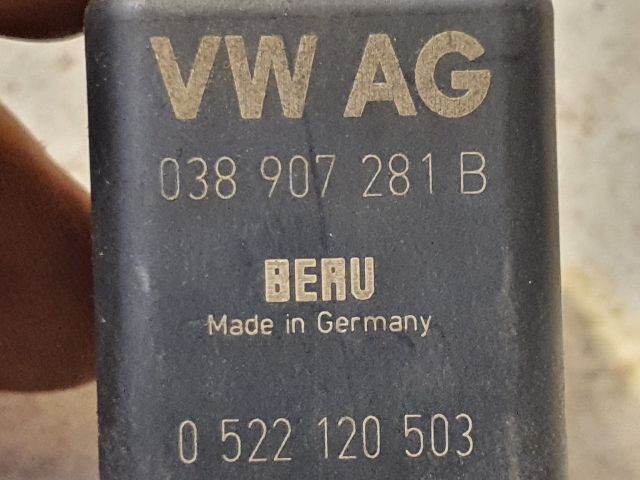 VW AG
038 907 281 B
BERU
Made in Germany
0 522 120 503